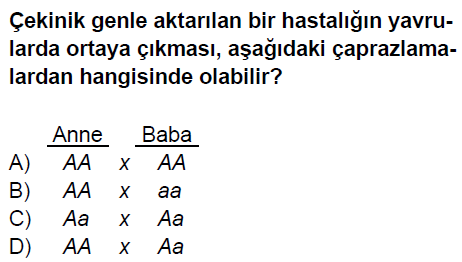 Çekinik genle aktarılan bir hastalığın yavru-
larda ortaya çıkması, aşağıdaki çaprazlama-
lardan hangisinde olabilir?
Anne Baba
A) AA x AA
B) AA x aa
C) Aa x Aa
D) AA x Aa